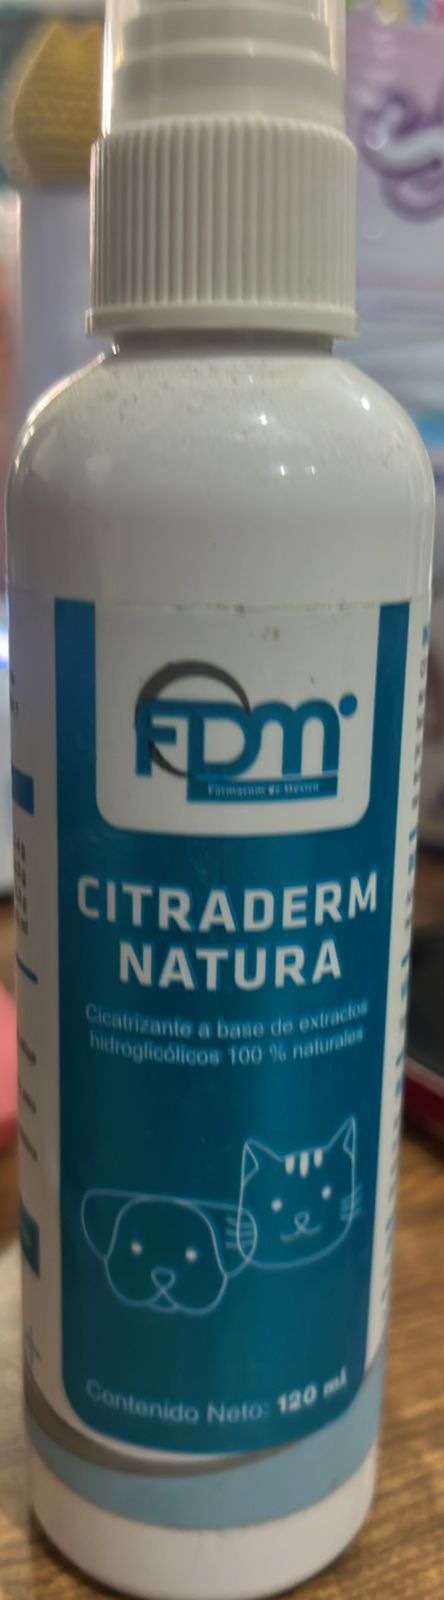 FDM
Farmacom de México
CITRADERM
NATURA
Cicatrizante a base de extractos
hidroglicólicos 100 % naturales
Contenido Neto: 120 ml